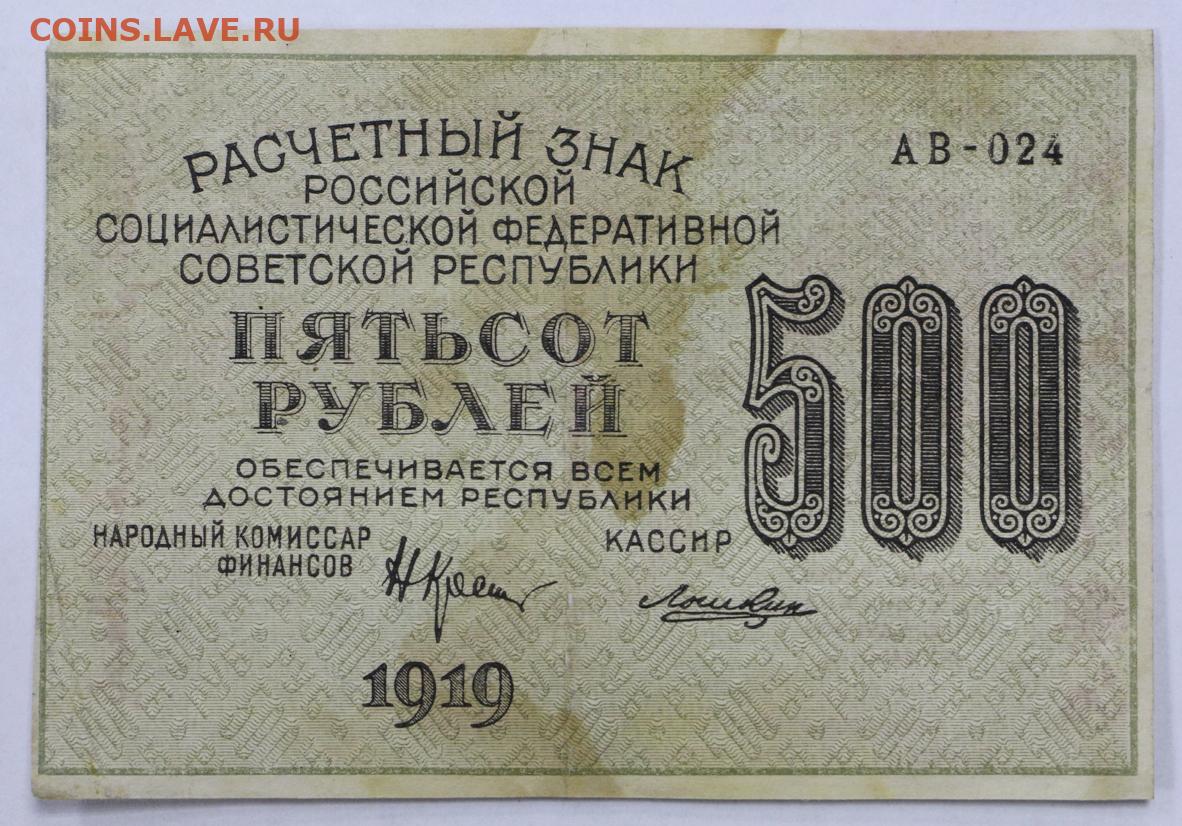 COINS.LAVE.RU
РАСЧЕТНЫЙ ЗНАК
РОССИЙСКОЙ
СОЦИАЛИСТИЧЕСКОЙ ФЕДЕРАТИВНОЙ
СОВЕТСКОЙ РЕСПУБЛИКИ
АВ-024
ПЯТЬСОТ
РУБЛЕЙ
500
ОБЕСПЕЧИВАЕТСЯ ВСЕМ
ДОСТОЯНИЕМ РЕСПУБЛИКИ
НАРОДНЫЙ КОМИССАР
ФИНАНСОВ
КАССИР
1919